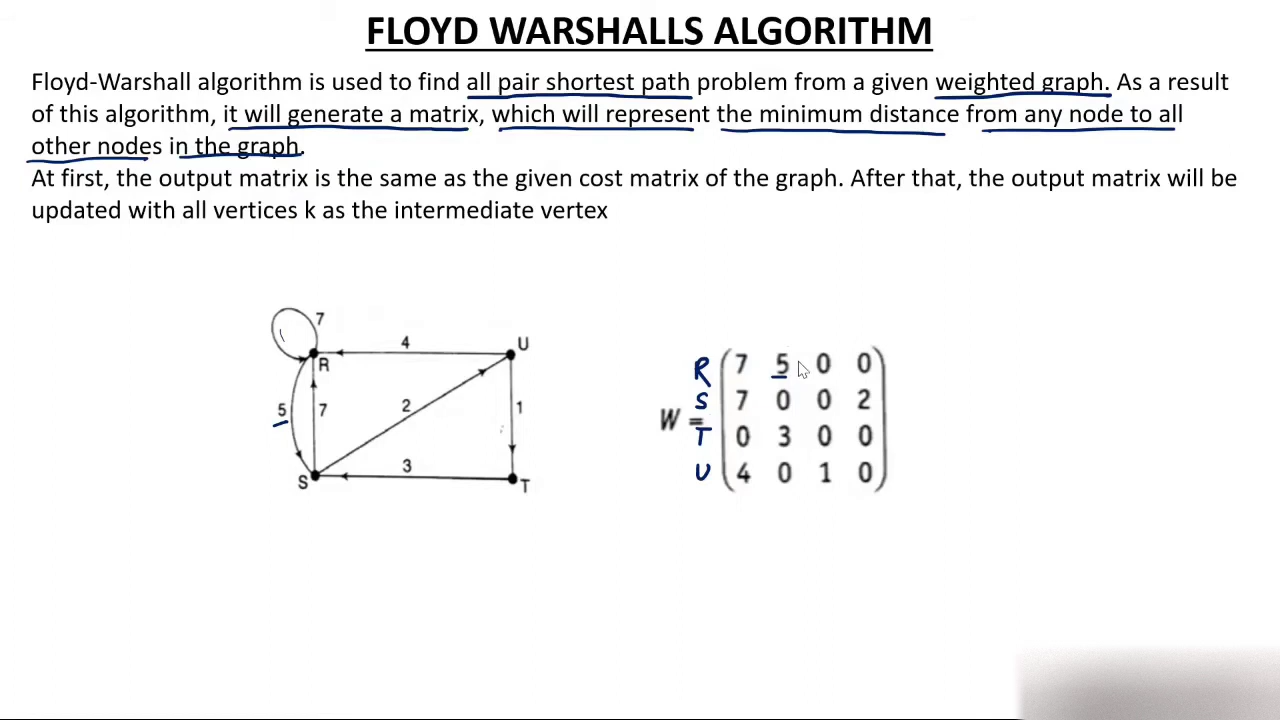 FLOYD WARSHALLS ALGORITHM
Floyd-Warshall algorithm is used to find all pair shortest path problem from a given weighted graph. As a result
of this algorithm, it will generate a matrix, which will represent the minimum distance from any node to all
other nodes in the graph.
At first, the output matrix is the same as the given cost matrix of the graph. After that, the output matrix will be
updated with all vertices k as the intermediate vertex
7
4
U
R
5
7
2
1
3
S
T
W =
R 7 5 0 0
S 7 0 0 2
T 0 3 0 0
U 4 0 1 0